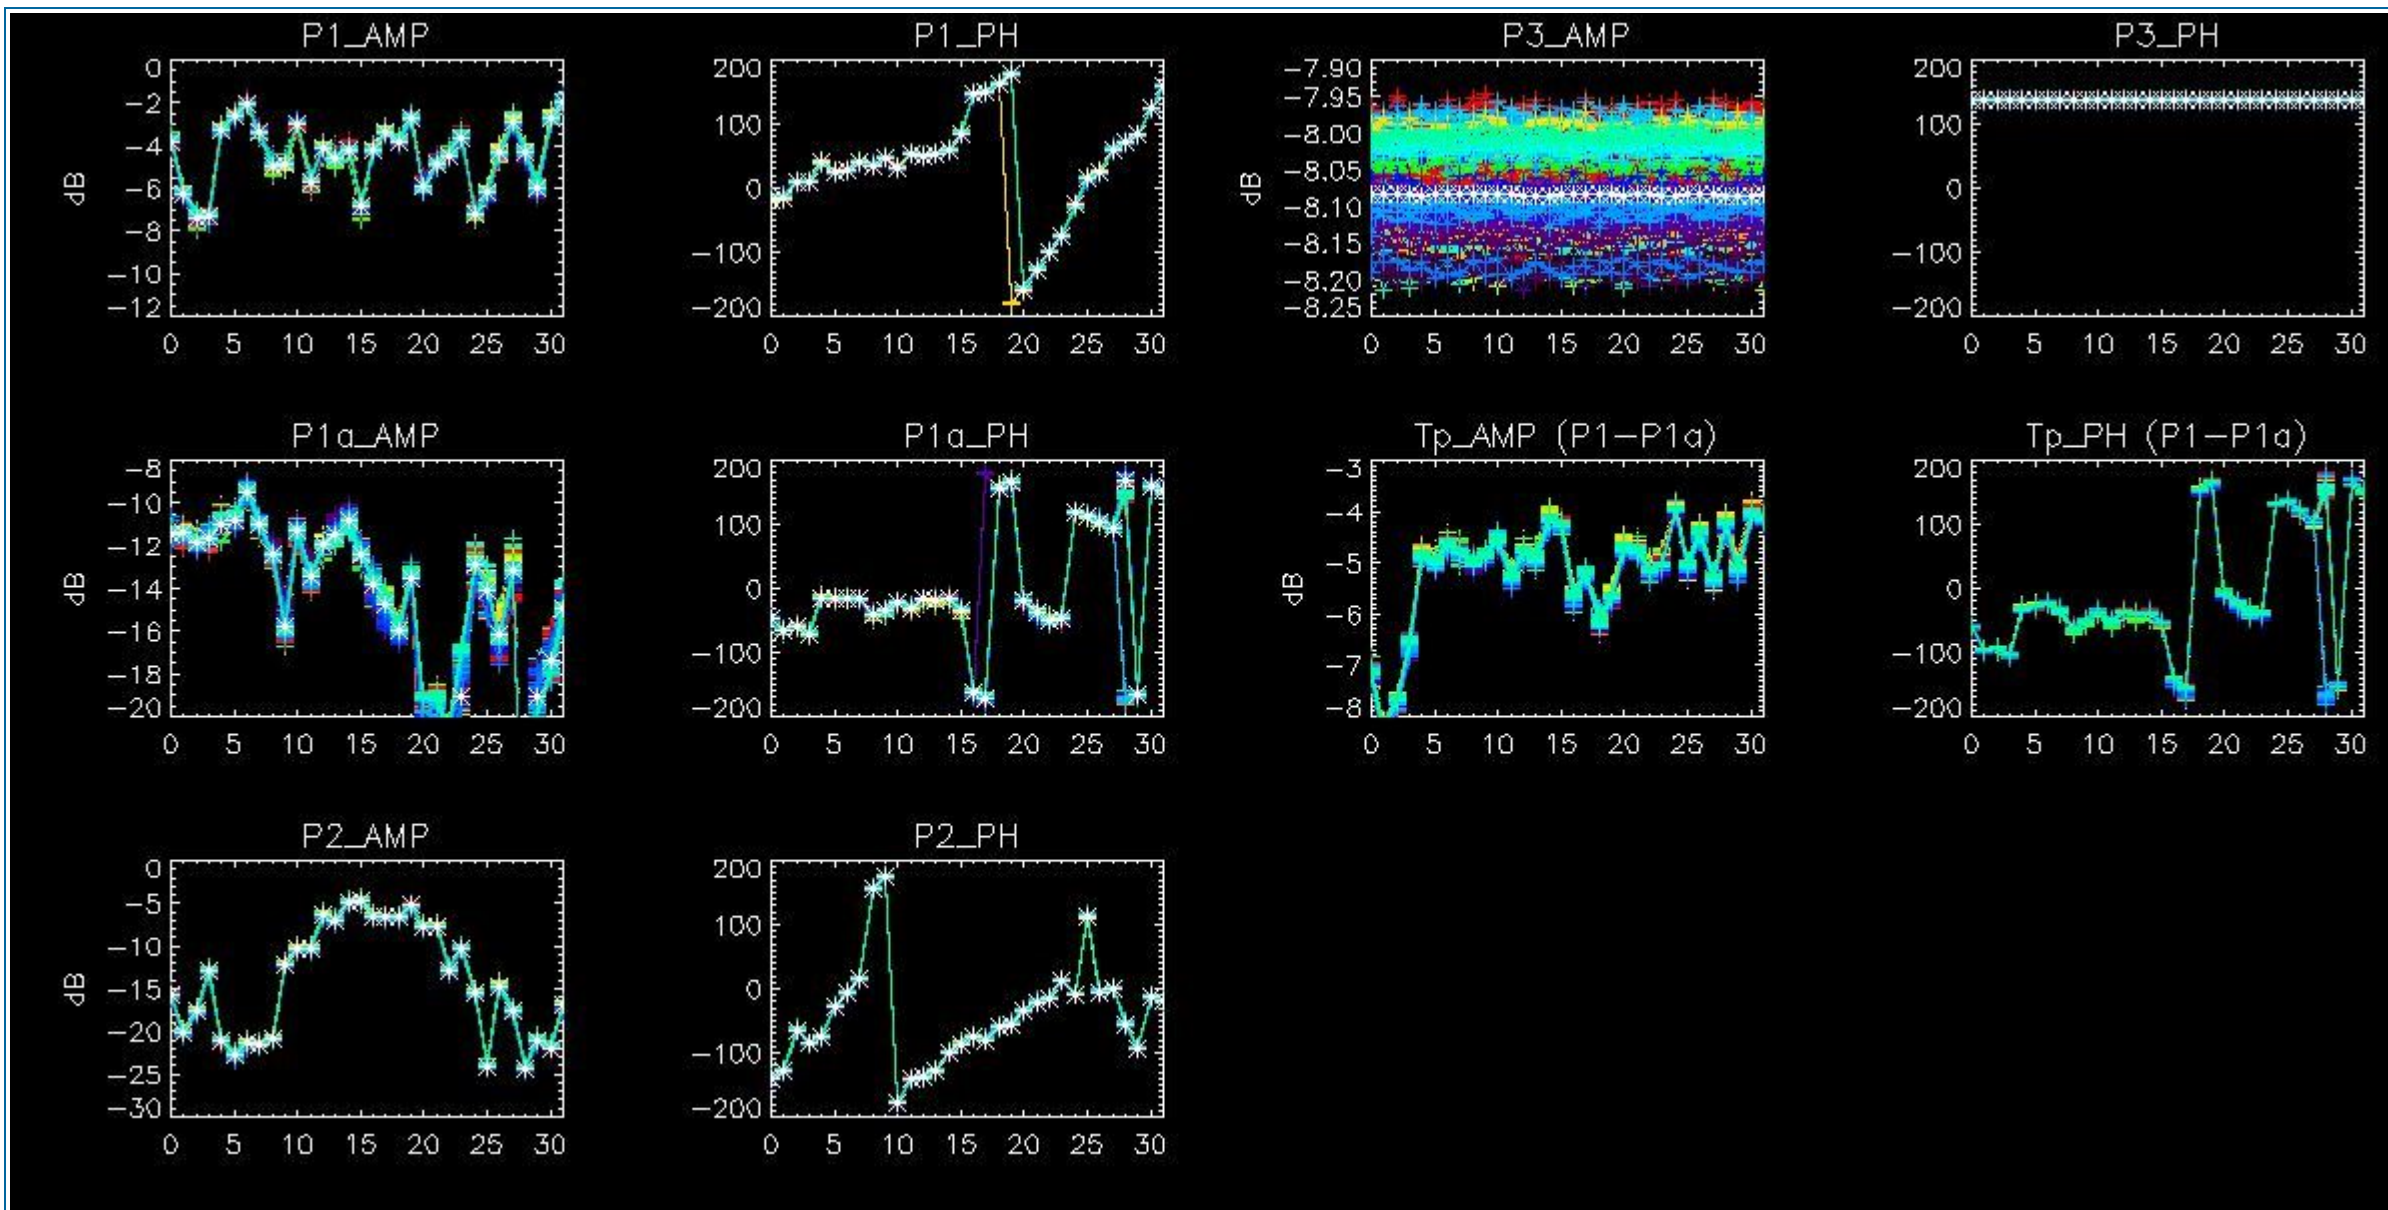 P1_AMP
0
−2
−4
−6
−8
−10
−12
dB
0 5 10 15 20 25 30
P1_PH
200
100
0
−100
−200
0 5 10 15 20 25 30
P3_AMP
−7.90
−7.95
−8.00
−8.05
−8.10
−8.15
−8.20
−8.25
dB
0 5 10 15 20 25 30
P3_PH
200
100
0
−100
−200
0 5 10 15 20 25 30
P1a_AMP
−8
−10
−12
−14
−16
−18
−20
dB
0 5 10 15 20 25 30
P1a_PH
200
100
0
−100
−200
0 5 10 15 20 25 30
Tp_AMP (P1−P1a)
−3
−4
−5
−6
−7
−8
dB
0 5 10 15 20 25 30
Tp_PH (P1−P1a)
200
100
0
−100
−200
0 5 10 15 20 25 30
P2_AMP
0
−5
−10
−15
−20
−25
−30
dB
0 5 10 15 20 25 30
P2_PH
200
100
0
−100
−200
0 5 10 15 20 25 30